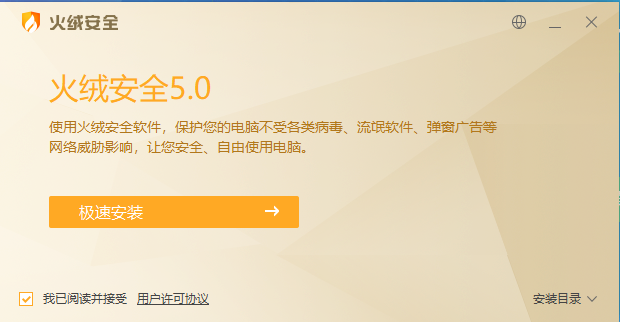 火绒安全
火绒安全5.0
使用火绒安全软件，保护您的电脑不受各类病毒、流氓软件、弹窗广告等
网络威胁影响，让您安全、自由使用电脑。
极速安装
我已阅读并接受 用户许可协议
安装目录